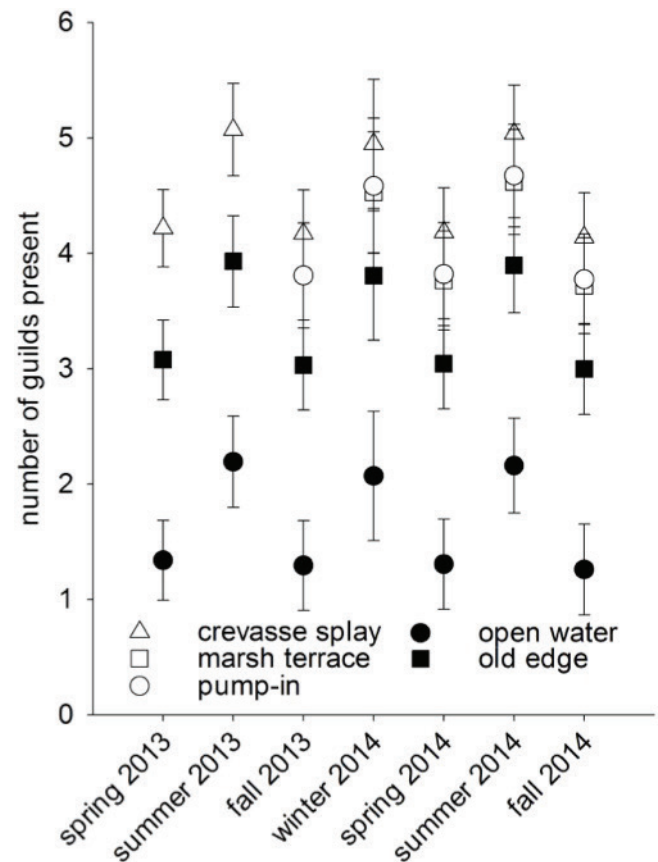 number of guilds present
6
5
4
3
2
1
0
crevasse splay
marsh terrace
pump-in
open water
old edge
spring 2013
summer 2013
fall 2013
winter 2014
spring 2014
summer 2014
fall 2014